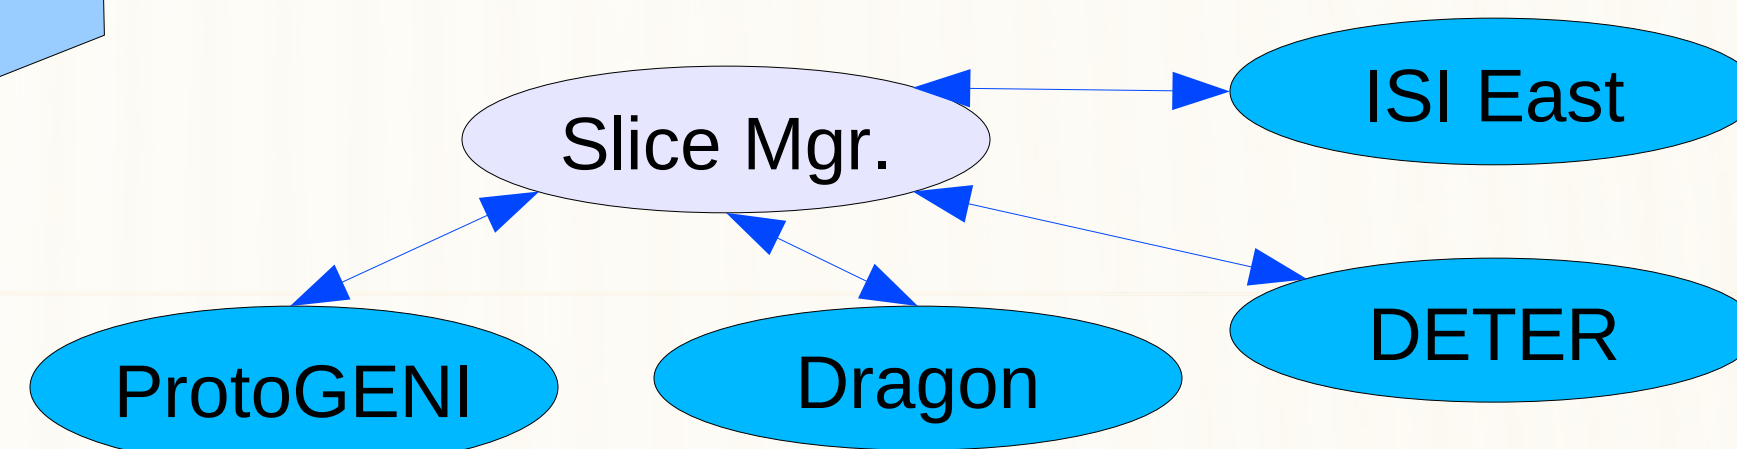 ISI East
Slice Mgr.
DETER
ProtoGENI
Dragon